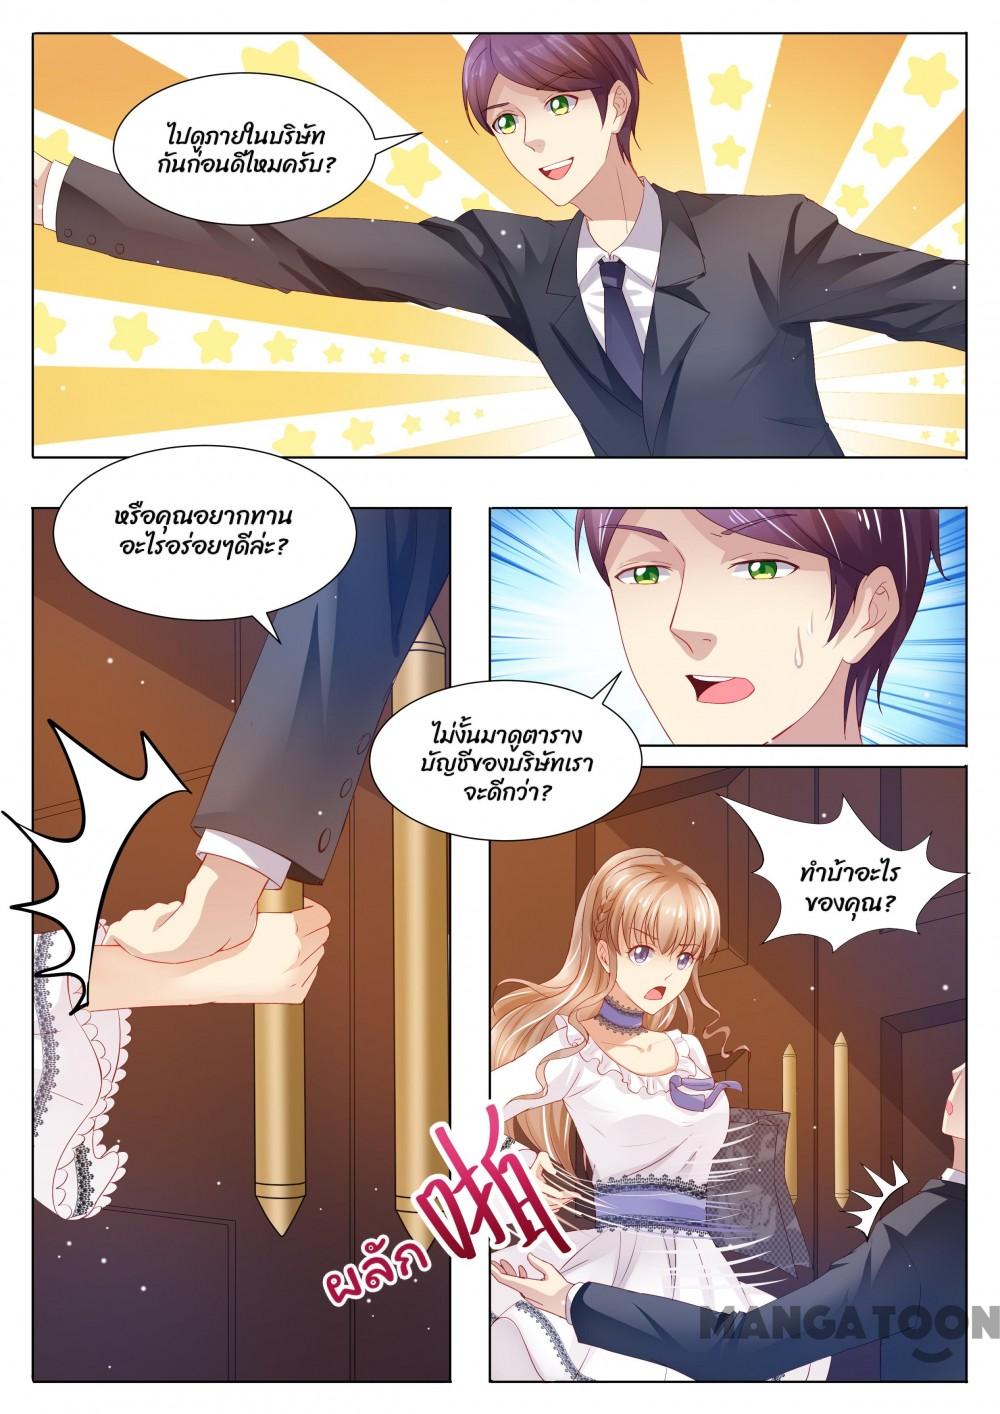 ไปดูภายในบริษัท
กันก่อนดีไหมครับ?
หรือคุณอยากทาน
อะไรอร่อยๆดีล่ะ?
ไม่งั้นมาดูตาราง
บัญชีของบริษัทเรา
จะดีกว่า?
ทำบ้าอะไร
ของคุณ?
ผลัก
MANGATOON